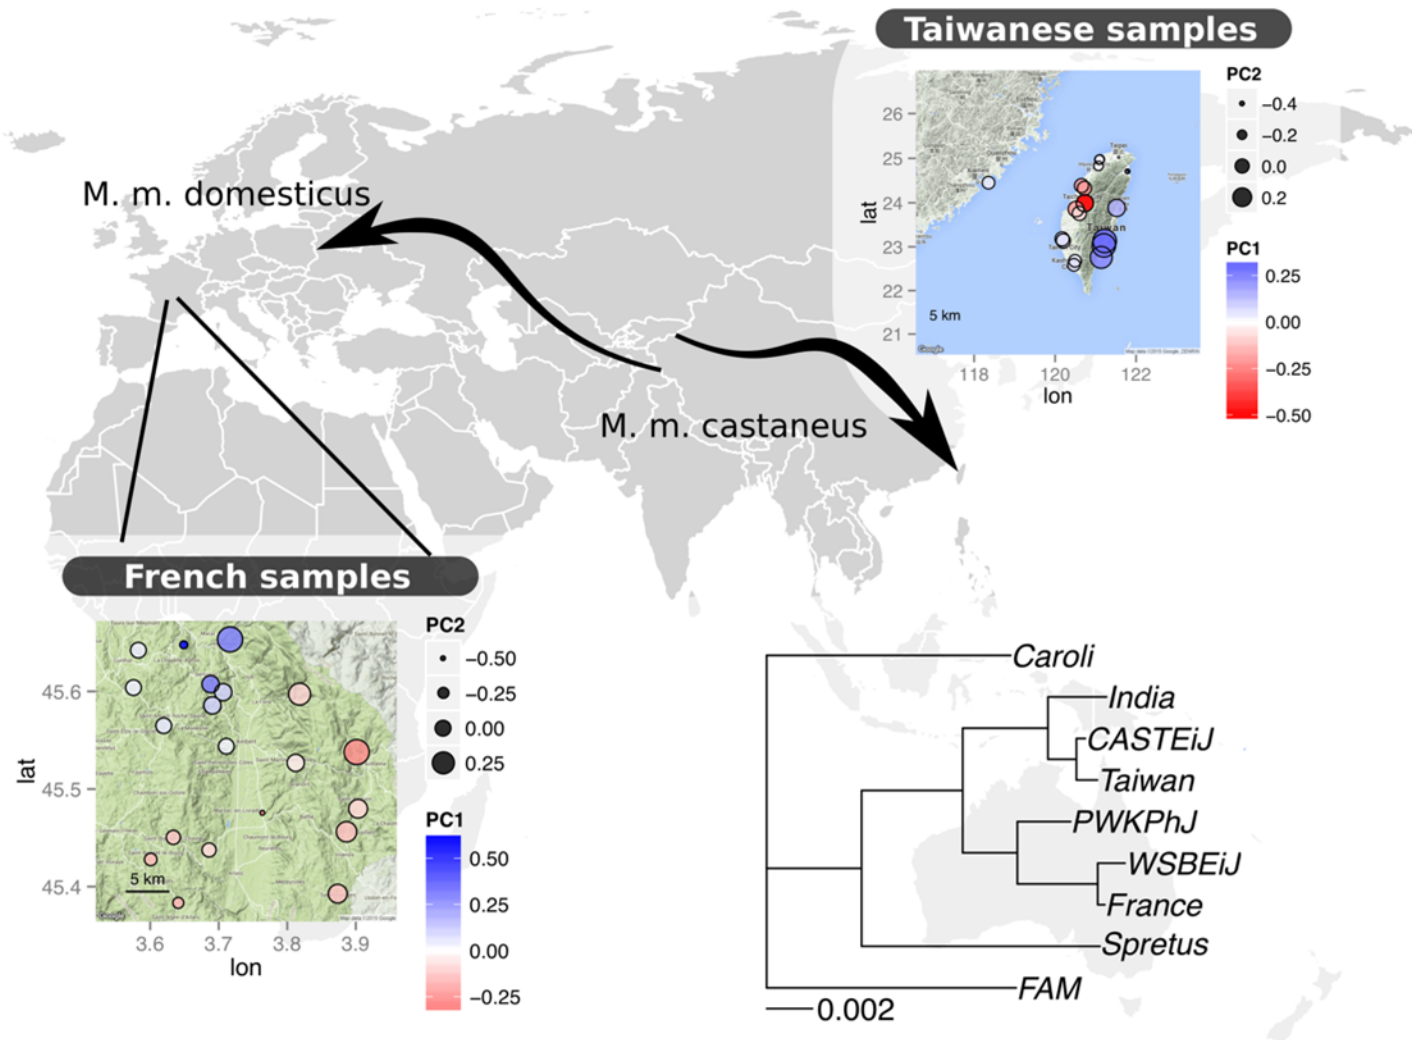 Taiwanese samples
M. m. domesticus
M. m. castaneus
PC2
−0.4
−0.2
0.0
0.2
PC1
0.25
0.00
−0.25
−0.50
26
25
24
23
22
21
lat
118
120
122
lon
Taiwan
Taipei
5 km
Google
French samples
PC2
−0.50
−0.25
0.00
0.25
PC1
0.50
0.25
0.00
−0.25
45.6
45.5
45.4
lat
3.6
3.7
3.8
3.9
lon
5 km
Google
Caroli
India
CASTEiJ
Taiwan
PWKPhJ
WSBEiJ
France
Spretus
FAM
0.002